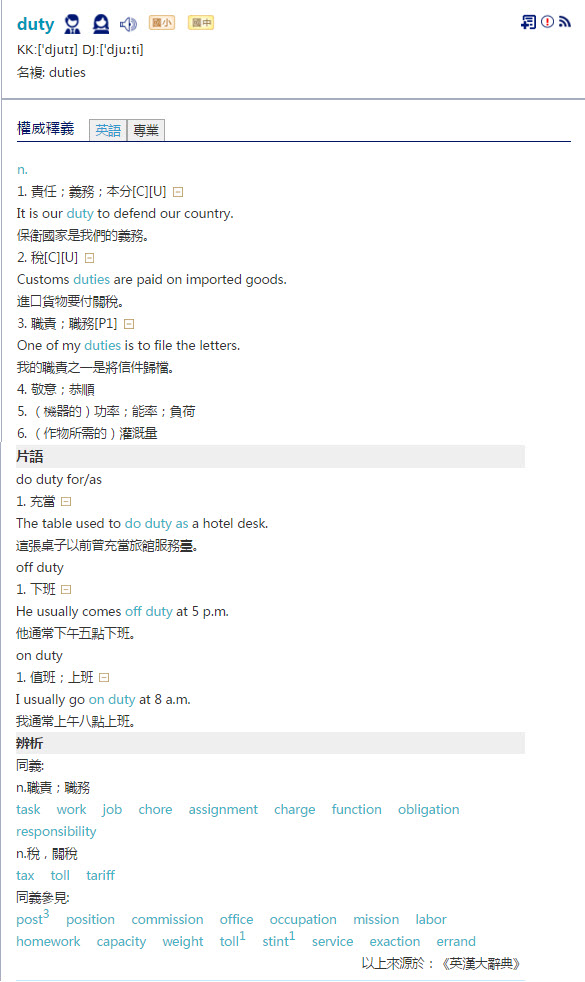 duty 國小 國中
KK:[ˋdjutɪ] DJ:[ˈdjuːti]
名複: duties
權威釋義 英語 專業
n.
1. 責任；義務；本分[C][U]
It is our duty to defend our country.
保衛國家是我們的義務。
2. 稅[C][U]
Customs duties are paid on imported goods.
進口貨物要付關稅。
3. 職責；職務[P1]
One of my duties is to file the letters.
我的職責之一是將信件歸檔。
4. 敬意；恭順
5. （機器的）功率；能率；負荷
6. （作物所需的）灌溉量
片語
do duty for/as
1. 充當
The table used to do duty as a hotel desk.
這張桌子以前曾充當旅館服務臺。
off duty
1. 下班
He usually comes off duty at 5 p.m.
他通常下午五點下班。
on duty
1. 值班；上班
I usually go on duty at 8 a.m.
我通常上午八點上班。
辨析
同義:
n.職責；職務
task work job chore assignment charge function obligation
responsibility
n.稅，關稅
tax toll tariff
同義參見:
post3 position commission office occupation mission labor
homework capacity weight toll1 stint1 service exaction errand
以上來源於：《英漢大辭典》